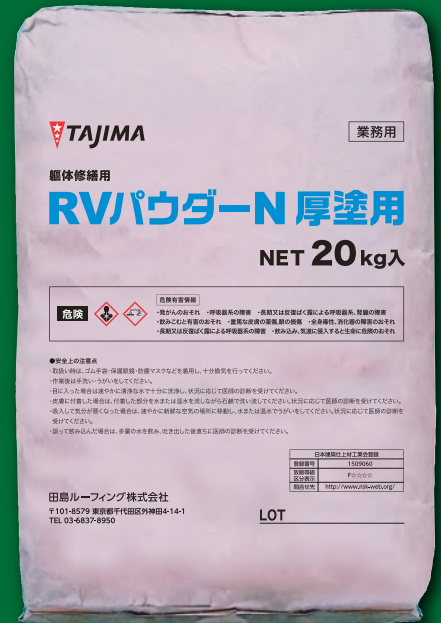 TAJIMA
業務用
躯体修繕用
RVパウダーN 厚塗用
NET 20kg入
危険
危険有害情報
・発がんのおそれ ・呼吸器系の障害 ・長期又は反復ばく露による呼吸器系、腎臓の障害
・飲みこむと有害のおそれ ・重篤な皮膚の薬傷、眼の損傷 ・全身毒性、消化器の障害のおそれ
・長期又は反復ばく露による呼吸器系の障害 ・飲み込み、気道に侵入すると生命に危険のおそれ
●安全上の注意点
・取扱い時は、ゴム手袋・保護眼鏡・防塵マスクなどを着用し、十分換気を行ってください。
・作業後は手洗い・うがいをしてください。
・目に入った場合は速やかに清浄な水で十分に洗浄し、状況に応じて医師の診断を受けてください。
・皮膚に付着した場合は、付着した部分を水または温水を流しながら石鹸で洗い流してください。状況に応じて医師の診断を受けてください。
・吸入して気分が悪くなった場合は、速やかに新鮮な空気の場所に移動し、水または温水でうがいをしてください。状況に応じて医師の診断を
受けてください。
・誤って飲み込んだ場合は、多量の水を飲み、吐き出した後直ちに医師の診断を受けてください。
日本建築仕上材工業会登録
登録番号 1509060
放散等級
区分表示 F☆☆☆☆
問合せ先 http://www.nsk-web.org/
田島ルーフィング株式会社
〒101-8579 東京都千代田区外神田4-14-1
TEL 03-6837-8950
LOT